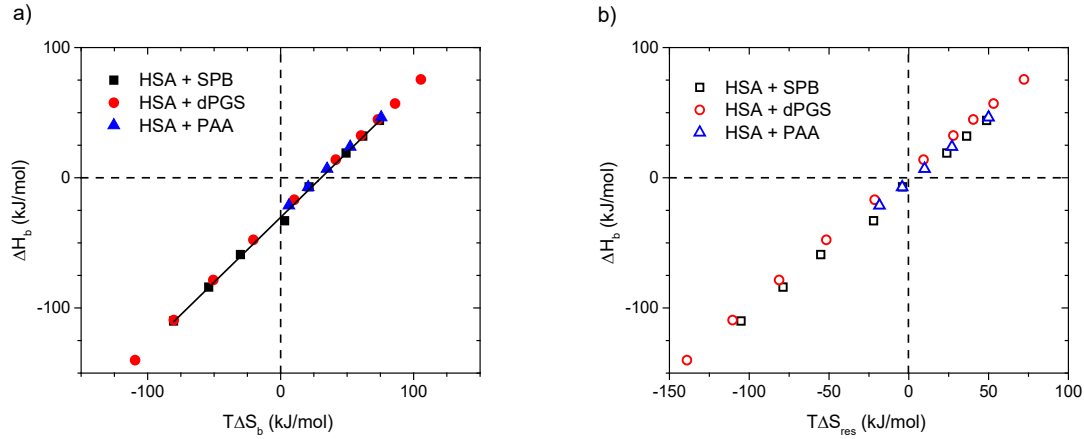 a)
100
0
-100
-100
0
100
ΔH_b (kJ/mol)
TΔS_b (kJ/mol)
HSA + SPB
HSA + dPGS
HSA + PAA
b)
100
0
-100
-150
-100
-50
0
50
100
ΔH_b (kJ/mol)
TΔS_res (kJ/mol)
HSA + SPB
HSA + dPGS
HSA + PAA